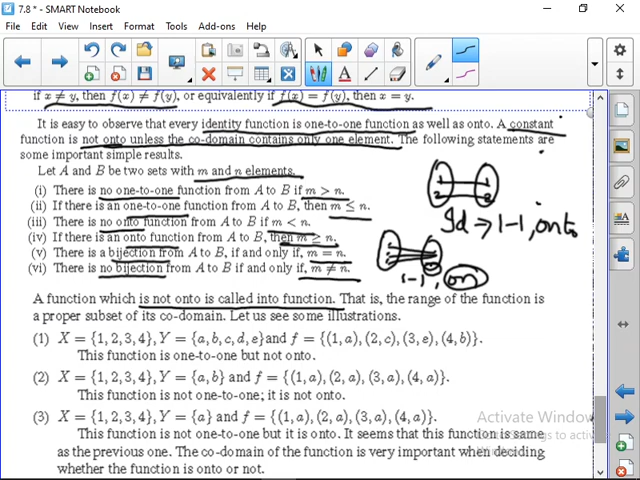 7.8 * - SMART Notebook
File Edit Insert Format View Tools Add-ons Help
if x ≠ y, then f(x) ≠ f(y), or equivalently if f(x) = f(y), then x = y.
It is easy to observe that every identity function is one-to-one function as well as onto. A constant
function is not onto unless the co-domain contains only one element. The following statements are
some important simple results.
Let A and B be two sets with m and n elements.
(i) There is no one-to-one function from A to B if m > n.
(ii) If there is an one-to-one function from A to B, then m ≤ n.
(iii) There is no onto function from A to B if m < n.
(iv) If there is an onto function from A to B, then m ≥ n.
(v) There is a bijection from A to B, if and only if, m = n.
(vi) There is no bijection from A to B if and only if, m ≠ n.
1 1
2 2
Id → 1-1, onto
1-1, on
A function which is not onto is called into function. That is, the range of the function is
a proper subset of its co-domain. Let us see some illustrations.
(1) X = {1, 2, 3, 4}, Y = {a, b, c, d, e} and f = {(1, a), (2, c), (3, e), (4, b)}.
This function is one-to-one but not onto.
(2) X = {1, 2, 3, 4}, Y = {a, b} and f = {(1, a), (2, a), (3, a), (4, a)}.
This function is not one-to-one; it is not onto.
(3) X = {1, 2, 3, 4}, Y = {a} and f = {(1, a), (2, a), (3, a), (4, a)}.
This function is not one-to-one but it is onto. It seems that this function is same
as the previous one. The co-domain of the function is very important when deciding
whether the function is onto or not.
Activate Window
Go to Settings to activ
Windows.